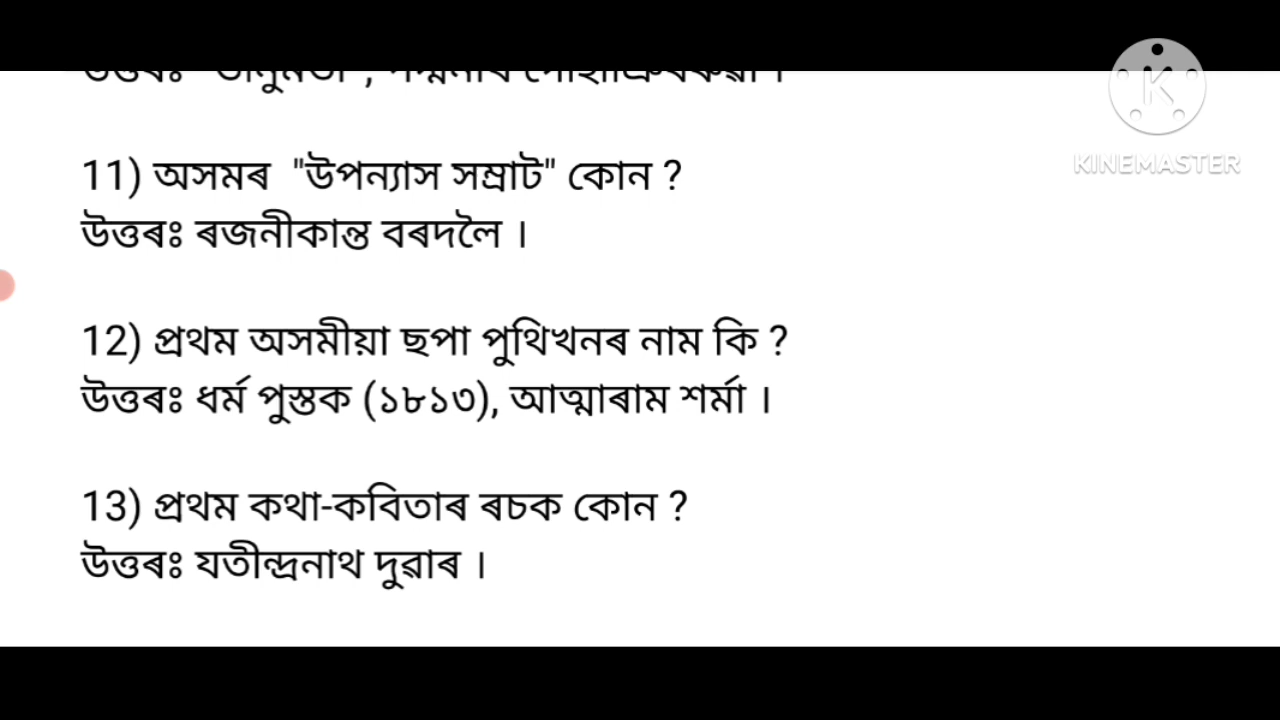 KINEMASTER
11) অসমৰ "উপন্যাস সম্ৰাট" কোন ?
উত্তৰঃ ৰজনীকান্ত বৰদলৈ ।
12) প্ৰথম অসমীয়া ছপা পুথিখনৰ নাম কি ?
উত্তৰঃ ধৰ্ম পুস্তক (১৮১৩), আত্মাৰাম শৰ্মা ।
13) প্ৰথম কথা-কবিতাৰ ৰচক কোন ?
উত্তৰঃ যতীন্দ্ৰনাথ দুৱাৰ ।